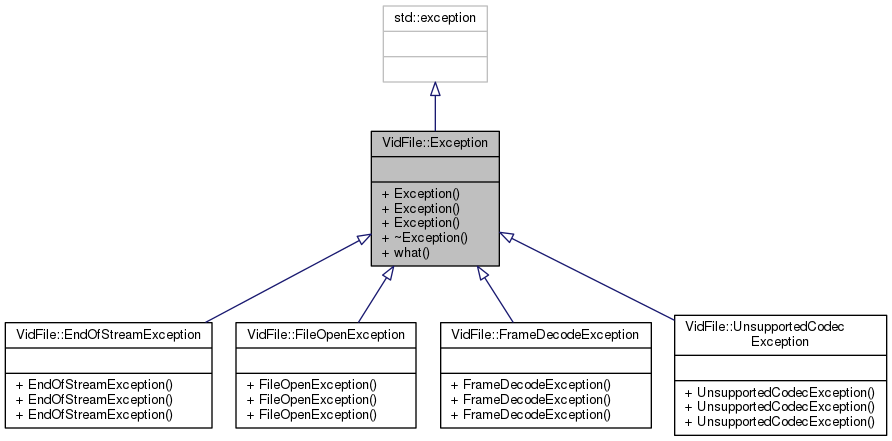 std::exception
VidFile::Exception
+ Exception()
+ Exception()
+ Exception()
+ ~Exception()
+ what()
VidFile::EndOfStreamException
+ EndOfStreamException()
+ EndOfStreamException()
+ EndOfStreamException()
VidFile::FileOpenException
+ FileOpenException()
+ FileOpenException()
+ FileOpenException()
VidFile::FrameDecodeException
+ FrameDecodeException()
+ FrameDecodeException()
+ FrameDecodeException()
VidFile::UnsupportedCodec
Exception
+ UnsupportedCodecException()
+ UnsupportedCodecException()
+ UnsupportedCodecException()